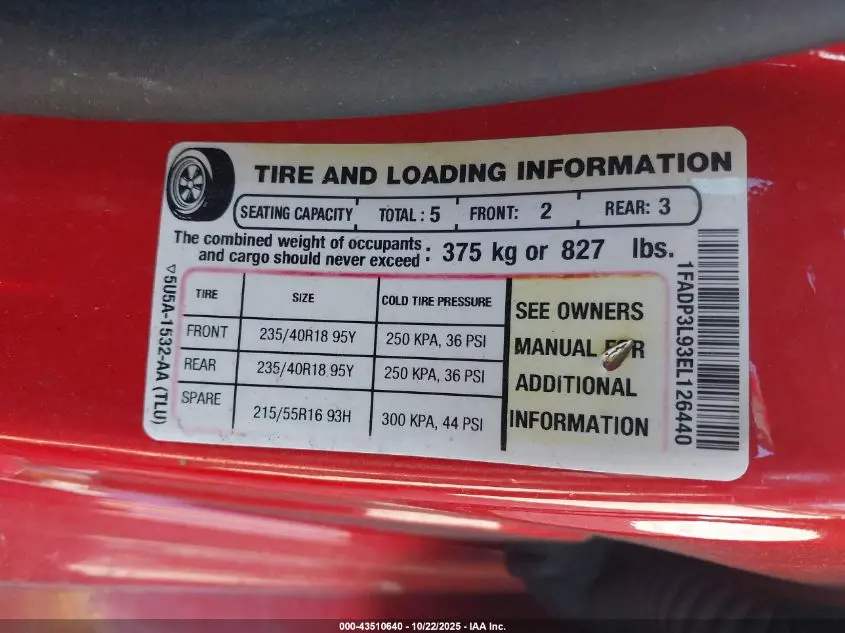 TIRE AND LOADING INFORMATION
SEATING CAPACITY TOTAL: 5 FRONT: 2 REAR: 3
The combined weight of occupants
and cargo should never exceed : 375 kg or 827 lbs.
TIRE SIZE COLD TIRE PRESSURE
FRONT 235/40R18 95Y 250 KPA, 36 PSI
REAR 235/40R18 95Y 250 KPA, 36 PSI
SPARE 215/55R16 93H 300 KPA, 44 PSI
SEE OWNERS
MANUAL FOR
ADDITIONAL
INFORMATION
▽5U5A-1532-AA (TLU)
1FADP3L93EL126440
000-43510640 - 10/22/2025 - IAA Inc.